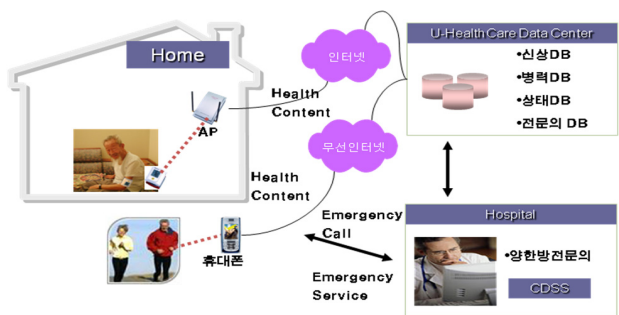 Home
AP
Health
Content
인터넷
Health
Content
무선인터넷
휴대폰
Emergency
Call
Emergency
Service
U-HealthCare Data Center
•신상DB
•병력DB
•상태DB
•전문의 DB
Hospital
•양한방전문의
CDSS